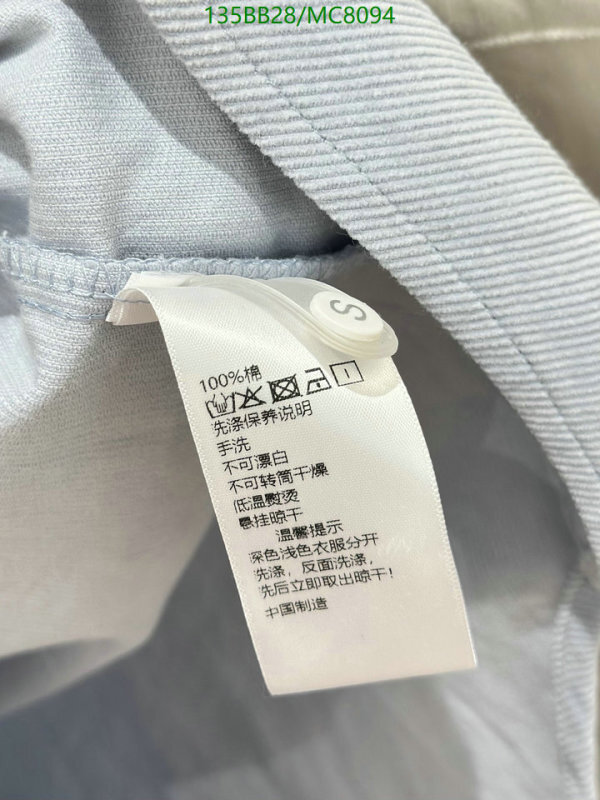 135BB28/MC8094
S
100%棉
先涤保养说明
手洗
不可漂白
不可转筒干燥
低温熨烫
悬挂晾干
温馨提示
深色浅色衣服分开
洗涤，反面洗涤，
洗后立即取出晾干！
中国制造